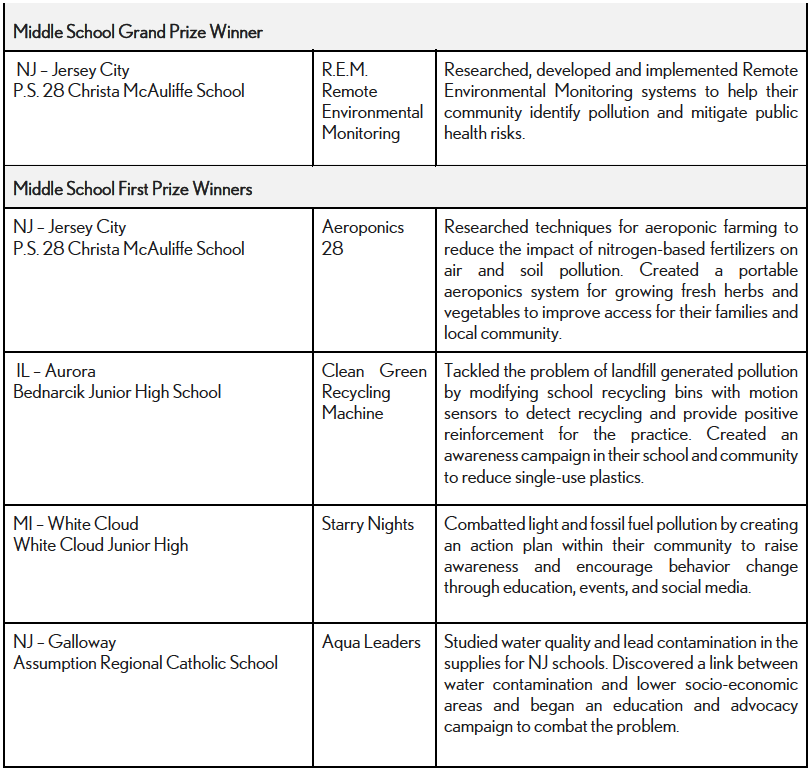 Middle School Grand Prize Winner
NJ – Jersey City
P.S. 28 Christa McAuliffe School
R.E.M.
Remote
Environmental
Monitoring
Researched, developed and implemented Remote
Environmental Monitoring systems to help their
community identify pollution and mitigate public
health risks.
Middle School First Prize Winners
NJ – Jersey City
P.S. 28 Christa McAuliffe School
Aeroponics
28
Researched techniques for aeroponic farming to
reduce the impact of nitrogen-based fertilizers on
air and soil pollution. Created a portable
aeroponics system for growing fresh herbs and
vegetables to improve access for their families and
local community.
IL – Aurora
Bednarcik Junior High School
Clean Green
Recycling
Machine
Tackled the problem of landfill generated pollution
by modifying school recycling bins with motion
sensors to detect recycling and provide positive
reinforcement for the practice. Created an
awareness campaign in their school and community
to reduce single-use plastics.
MI – White Cloud
White Cloud Junior High
Starry Nights
Combatted light and fossil fuel pollution by creating
an action plan within their community to raise
awareness and encourage behavior change
through education, events, and social media.
NJ – Galloway
Assumption Regional Catholic School
Aqua Leaders
Studied water quality and lead contamination in the
supplies for NJ schools. Discovered a link between
water contamination and lower socio-economic
areas and began an education and advocacy
campaign to combat the problem.